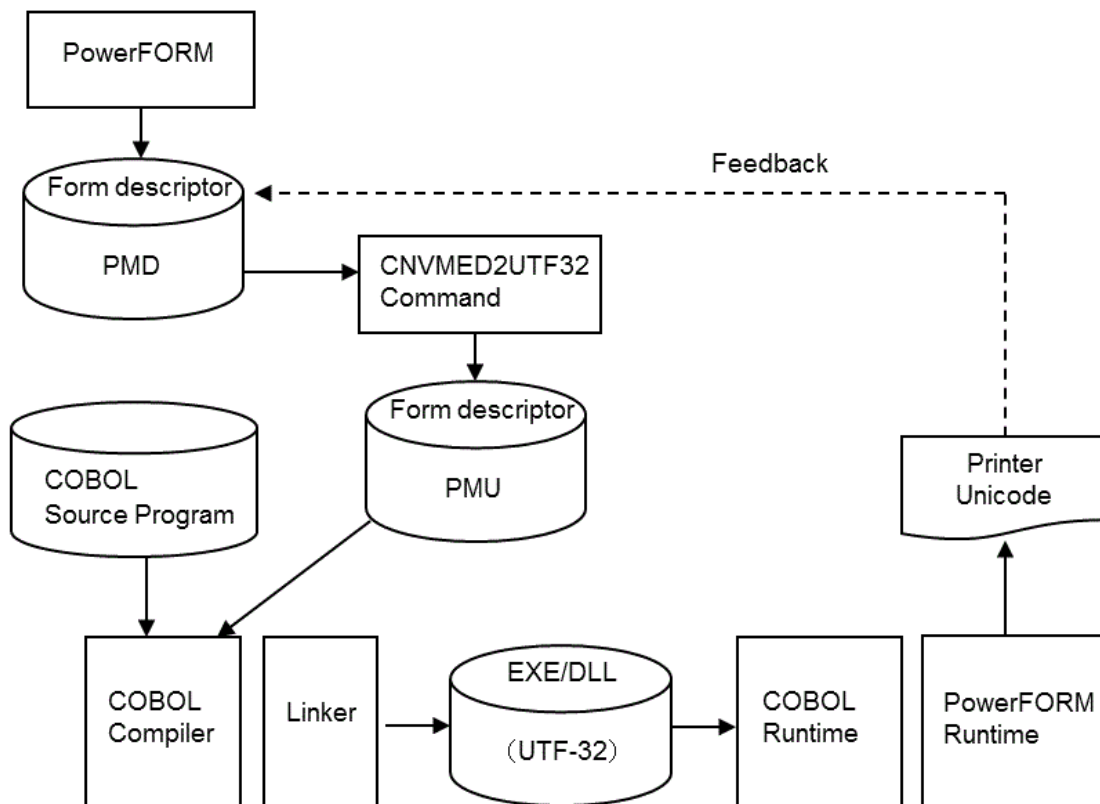 PowerFORM
Feedback
Form descriptor
PMD
CNVMED2UTF32
Command
Form descriptor
PMU
COBOL
Source Program
Printer
Unicode
COBOL
Compiler
Linker
EXE/DLL
（UTF-32）
COBOL
Runtime
PowerFORM
Runtime